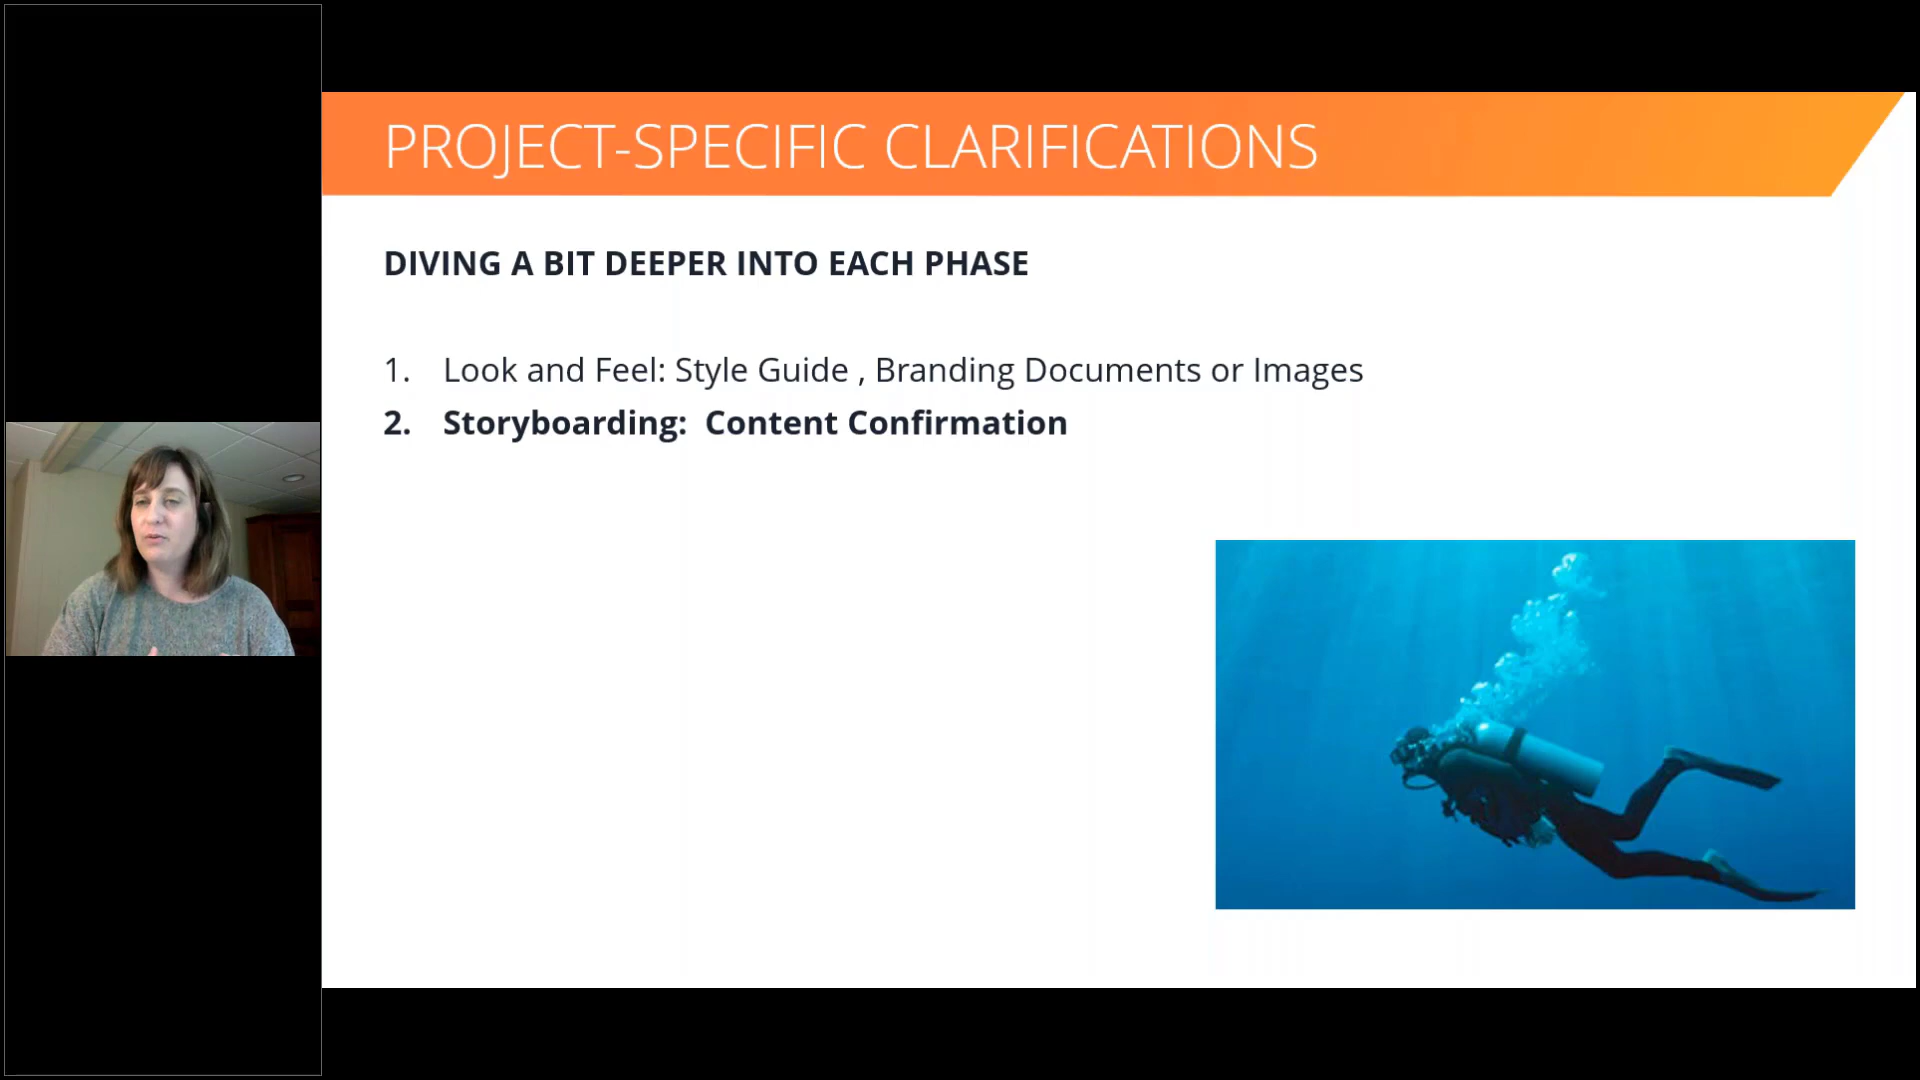 PROJECT-SPECIFIC CLARIFICATIONS
DIVING A BIT DEEPER INTO EACH PHASE
1. Look and Feel: Style Guide , Branding Documents or Images
2. Storyboarding: Content Confirmation